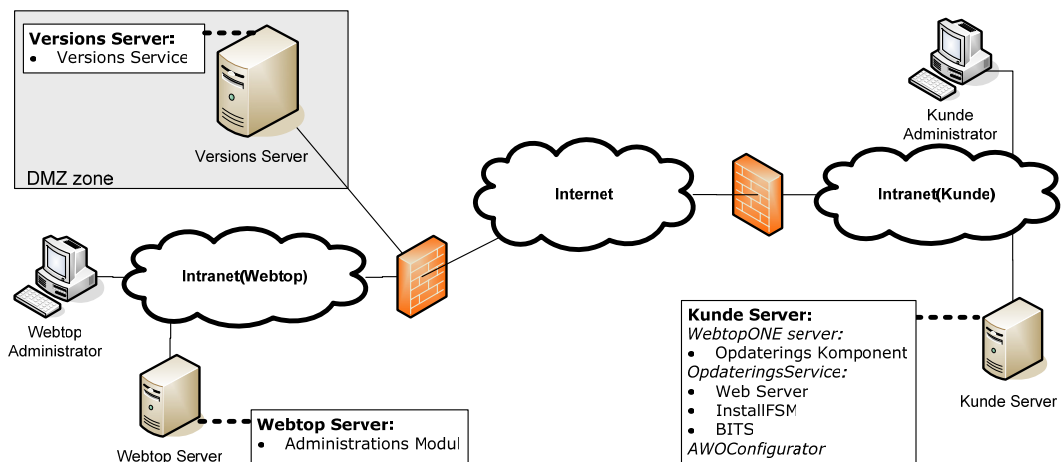 Versions Server:
• Versions Service
Versions Server
DMZ zone
Kunde
Administrator
Internet
Intranet(Kunde)
Intranet(Webtop)
Webtop
Administrator
Kunde Server:
WebtopONE server:
• Opdaterings Komponent
OpdateringsService:
• Web Server
• InstallFSM
• BITS
AWOConfigurator
Kunde Server
Webtop Server:
• Administrations Modul
Webtop Server